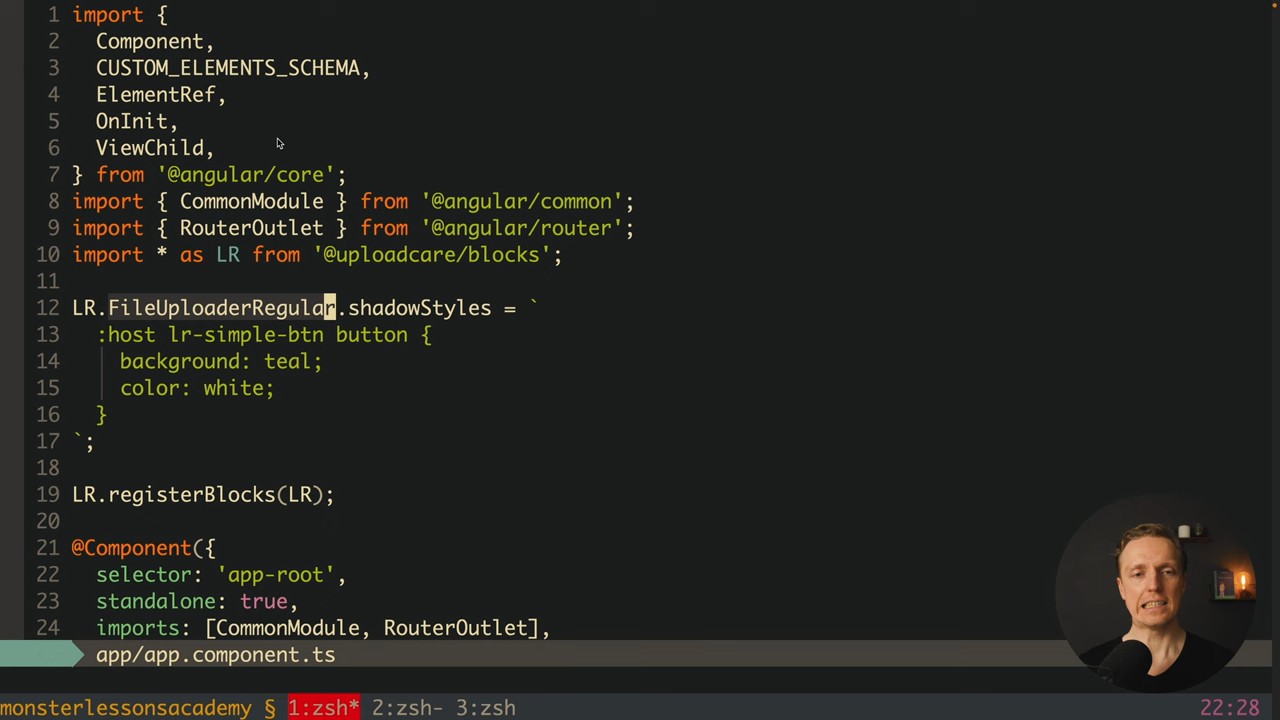 1 import {
2   Component,
3   CUSTOM_ELEMENTS_SCHEMA,
4   ElementRef,
5   OnInit,
6   ViewChild,
7 } from '@angular/core';
8 import { CommonModule } from '@angular/common';
9 import { RouterOutlet } from '@angular/router';
10 import * as LR from '@uploadcare/blocks';
11
12 LR.FileUploaderRegular.shadowStyles = `
13   :host lr-simple-btn button {
14     background: teal;
15     color: white;
16   }
17 `;
18
19 LR.registerBlocks(LR);
20
21 @Component({
22   selector: 'app-root',
23   standalone: true,
24   imports: [CommonModule, RouterOutlet],
app/app.component.ts
monsterlessonsacademy § 1:zsh* 2:zsh- 3:zsh 22:28